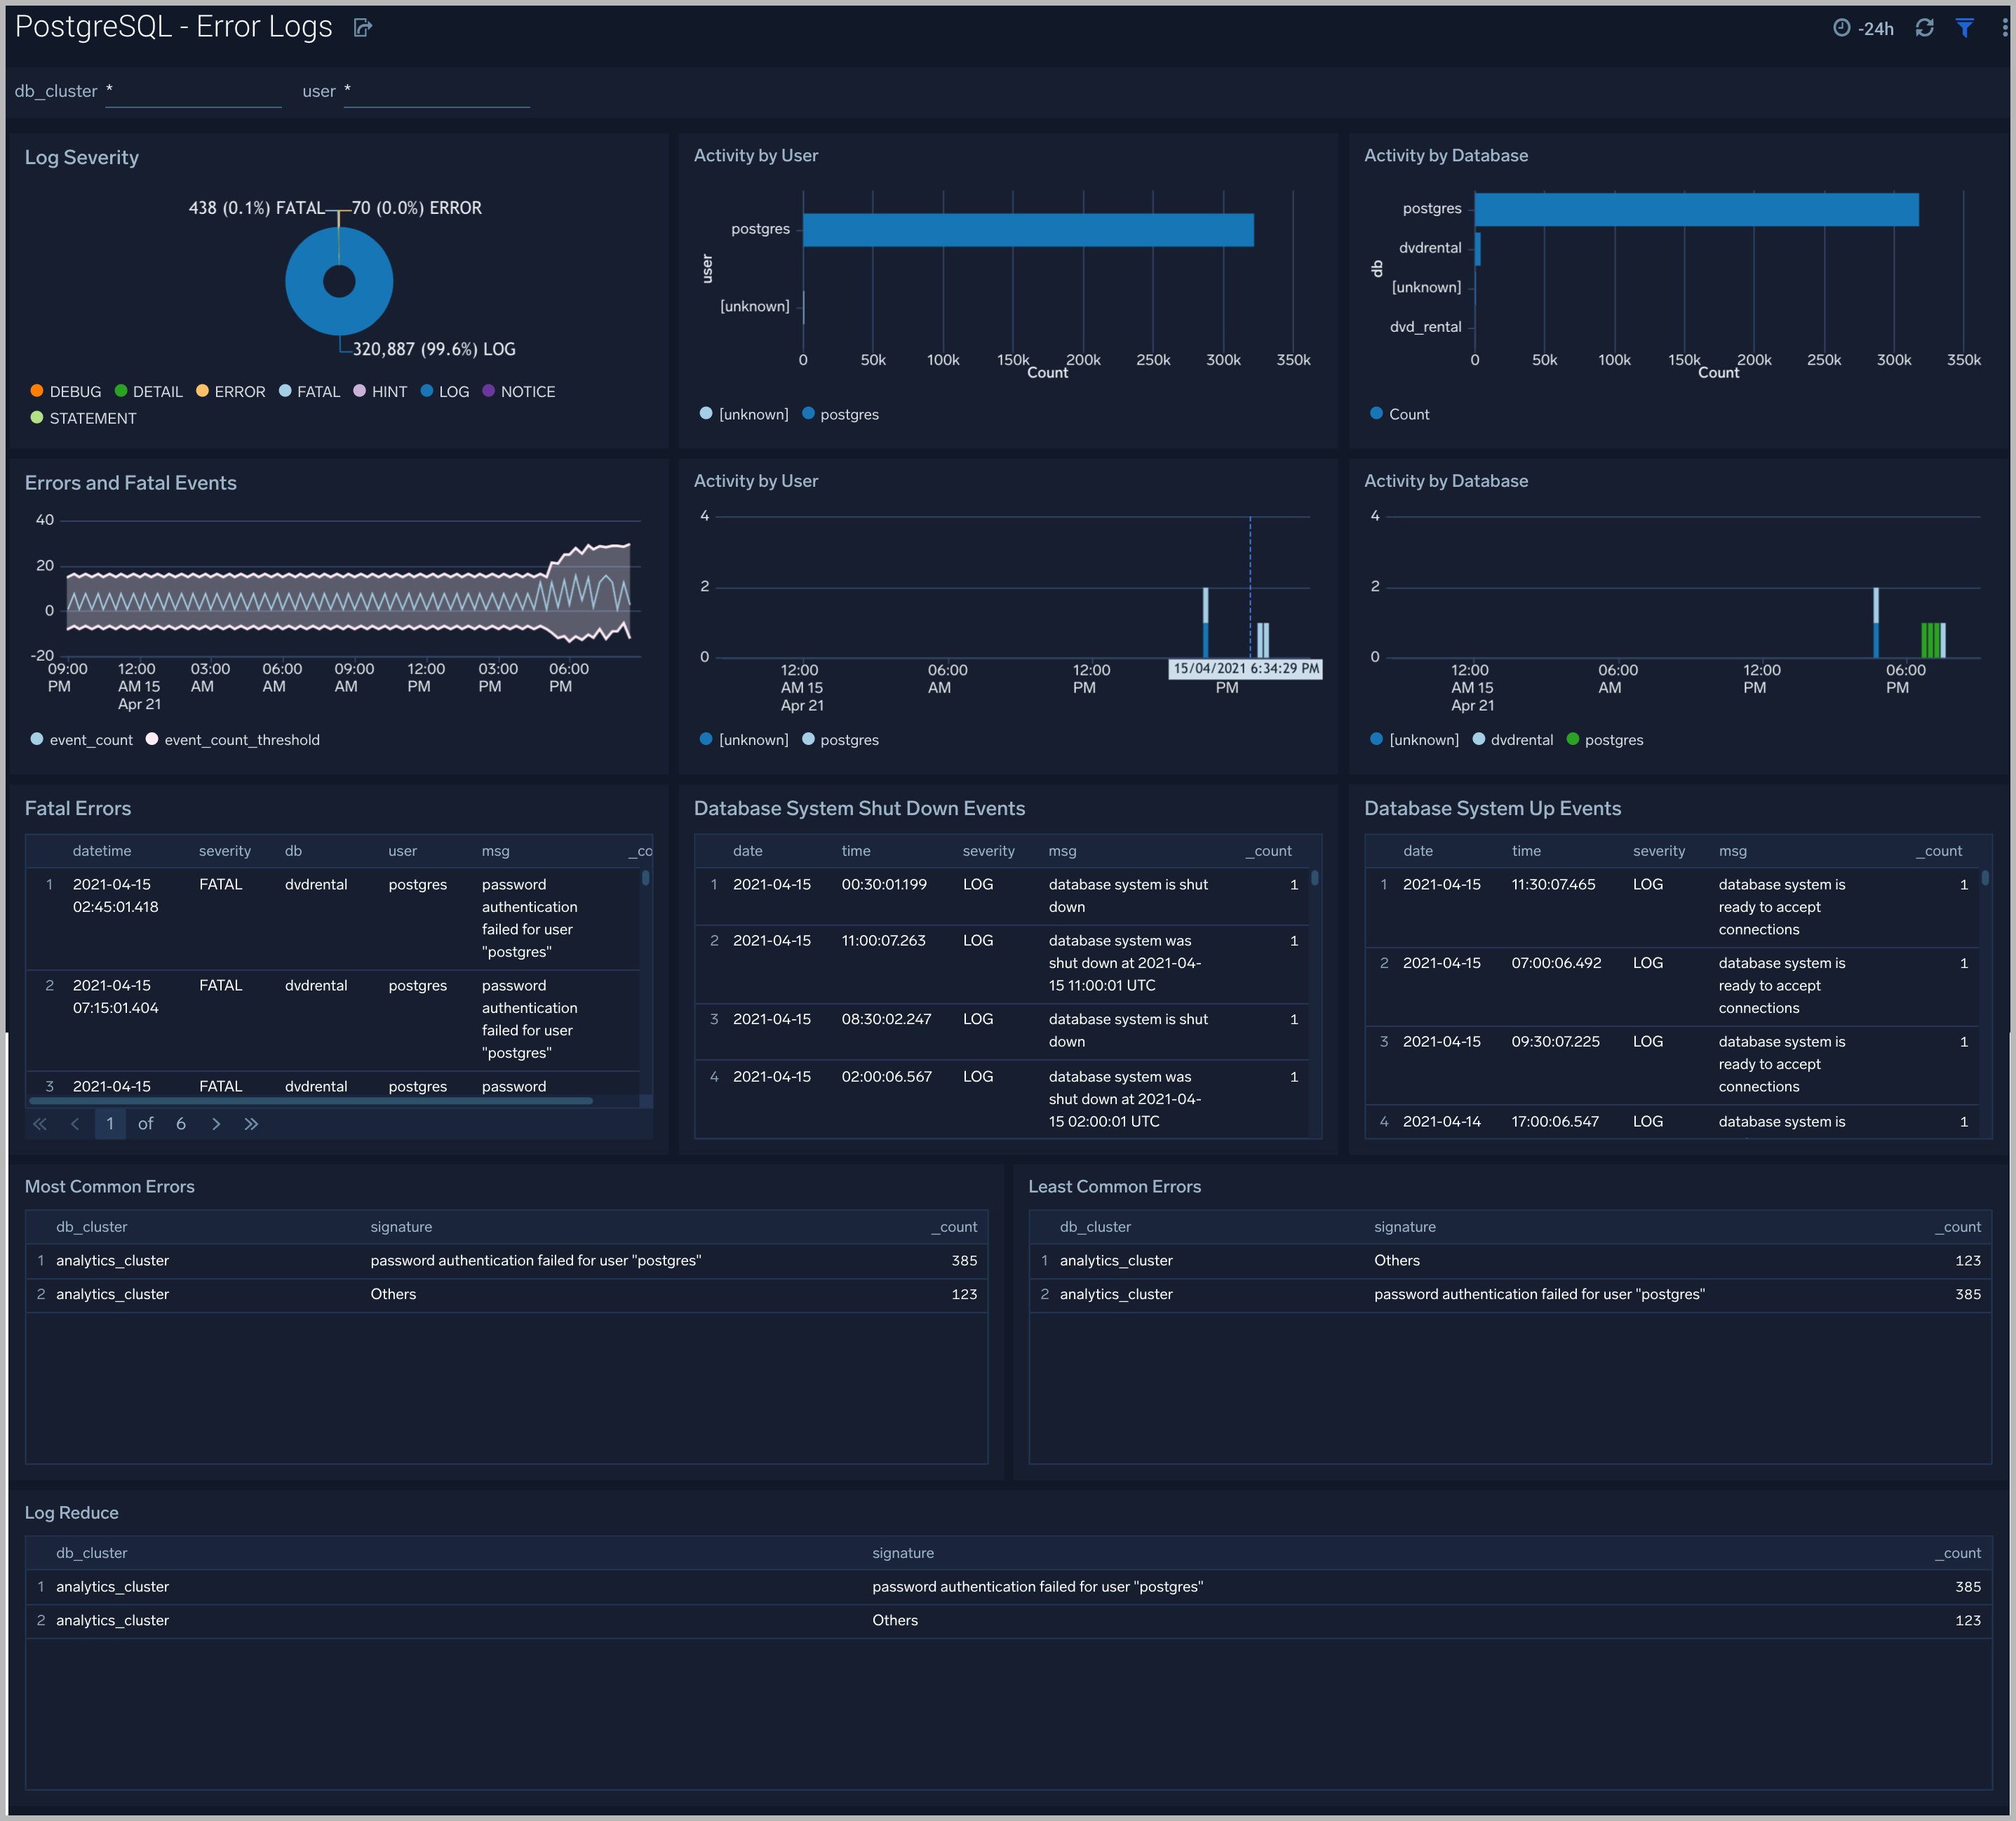 PostgreSQL - Error Logs
-24h
db_cluster *
user *
Log Severity
438 (0.1%) FATAL
70 (0.0%) ERROR
320,887 (99.6%) LOG
DEBUG DETAIL ERROR FATAL HINT LOG NOTICE
STATEMENT
Activity by User
user
postgres
[unknown]
0 50k 100k 150k 200k 250k 300k 350k
Count
[unknown] postgres
Activity by Database
db
postgres
dvdrental
[unknown]
dvd_rental
0 50k 100k 150k 200k 250k 300k 350k
Count
Count
Errors and Fatal Events
40
20
0
-20
09:00 12:00 03:00 06:00 09:00 12:00 03:00 06:00
PM AM 15 AM AM AM PM PM PM
Apr 21
event_count event_count_threshold
Activity by User
4
2
0
12:00 06:00 12:00 15/04/2021 6:34:29 PM
AM 15 AM PM PM
Apr 21
[unknown] postgres
Activity by Database
4
2
0
12:00 06:00 12:00 06:00
AM 15 AM PM PM
Apr 21
[unknown] dvdrental postgres
Fatal Errors
datetime severity db user msg _co
1 2021-04-15 FATAL dvdrental postgres password
02:45:01.418 authentication
failed for user
"postgres"
2 2021-04-15 FATAL dvdrental postgres password
07:15:01.404 authentication
failed for user
"postgres"
3 2021-04-15 FATAL dvdrental postgres password
1 of 6
Database System Shut Down Events
date time severity msg _count
1 2021-04-15 00:30:01.199 LOG database system is shut 1
down
2 2021-04-15 11:00:07.263 LOG database system was 1
shut down at 2021-04-
15 11:00:01 UTC
3 2021-04-15 08:30:02.247 LOG database system is shut 1
down
4 2021-04-15 02:00:06.567 LOG database system was 1
shut down at 2021-04-
15 02:00:01 UTC
Database System Up Events
date time severity msg _count
1 2021-04-15 11:30:07.465 LOG database system is 1
ready to accept
connections
2 2021-04-15 07:00:06.492 LOG database system is 1
ready to accept
connections
3 2021-04-15 09:30:07.225 LOG database system is 1
ready to accept
connections
4 2021-04-14 17:00:06.547 LOG database system is 1
Most Common Errors
db_cluster signature _count
1 analytics_cluster password authentication failed for user "postgres" 385
2 analytics_cluster Others 123
Least Common Errors
db_cluster signature _count
1 analytics_cluster Others 123
2 analytics_cluster password authentication failed for user "postgres" 385
Log Reduce
db_cluster signature _count
1 analytics_cluster password authentication failed for user "postgres" 385
2 analytics_cluster Others 123